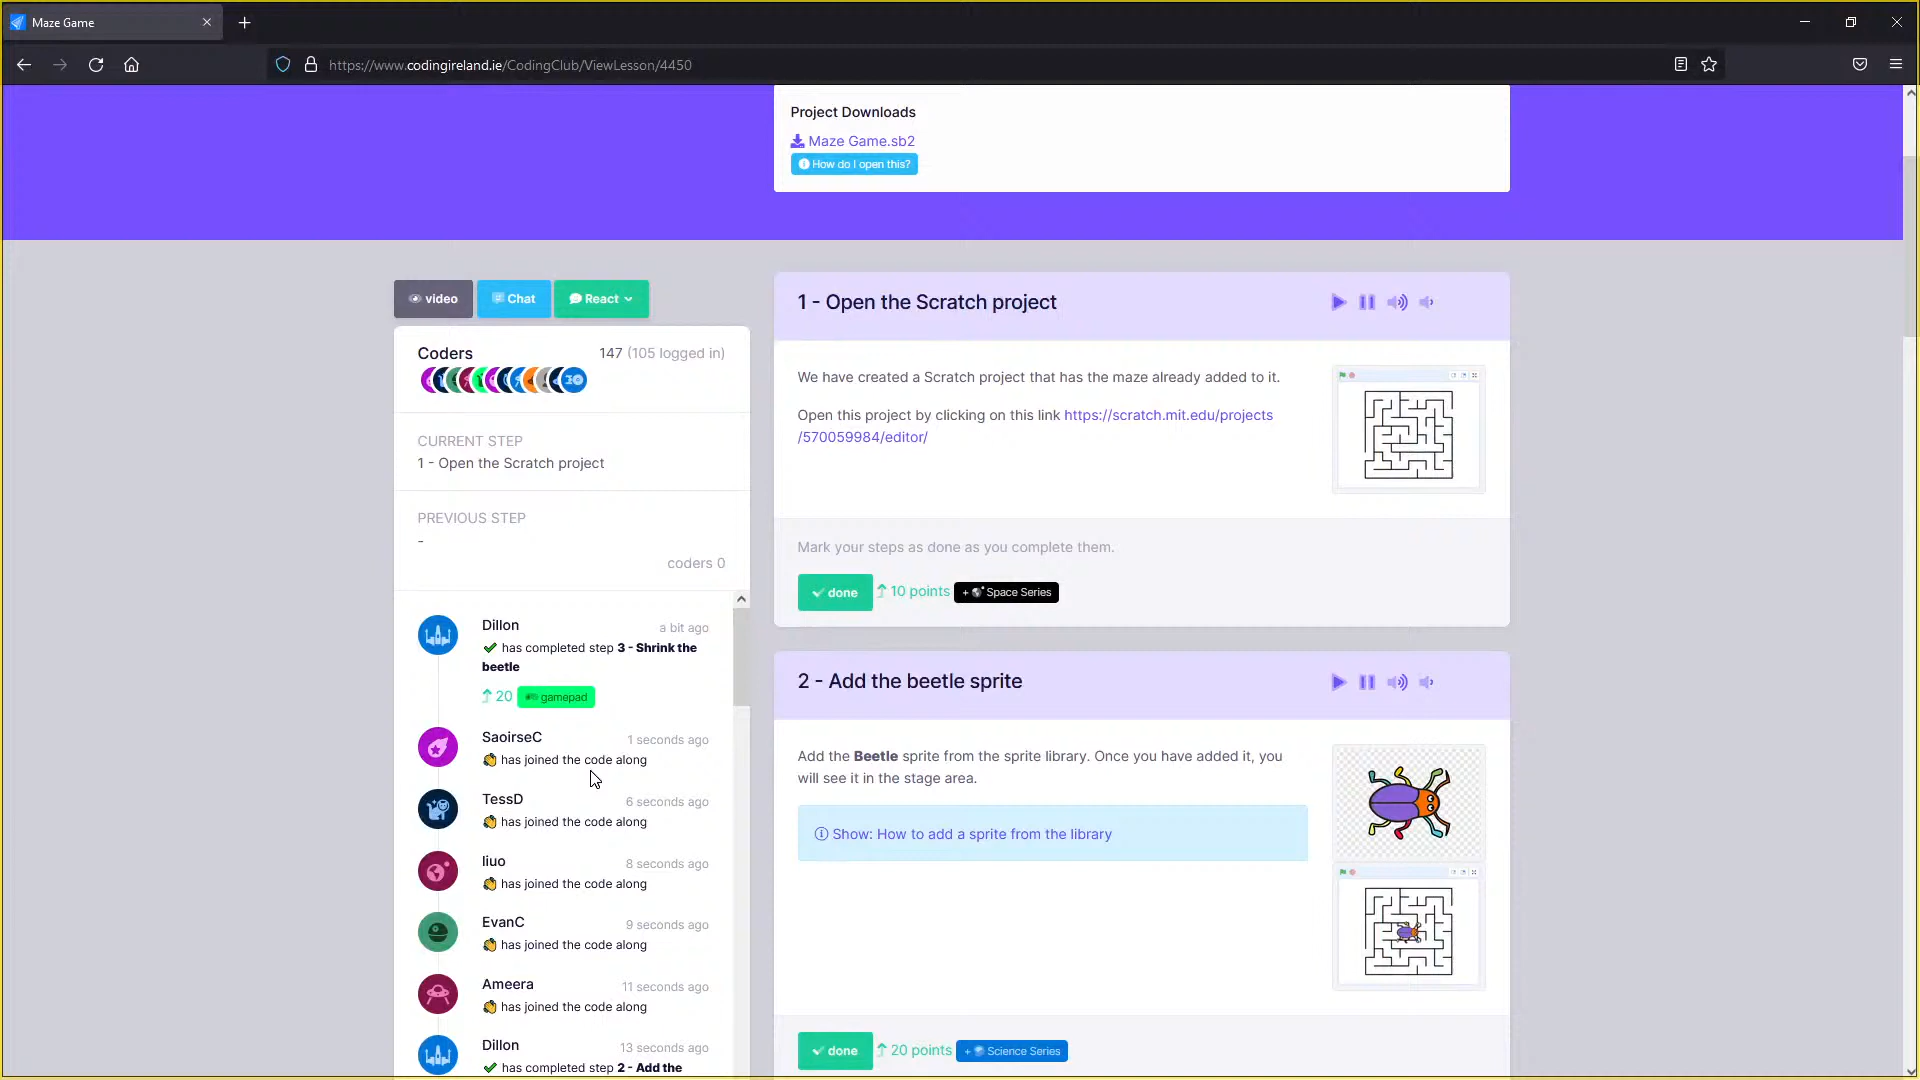 Maze Game
https://www.codingireland.ie/CodingClub/ViewLesson/4450
Project Downloads
Maze Game.sb2
How do I open this?
video
Chat
React
Coders
147 (105 logged in)
CURRENT STEP
1 - Open the Scratch project
PREVIOUS STEP
-
coders 0
Dillon
a bit ago
has completed step 3 - Shrink the
beetle
20 gamepad
SaoirseC
1 seconds ago
has joined the code along
TessD
6 seconds ago
has joined the code along
liuo
8 seconds ago
has joined the code along
EvanC
9 seconds ago
has joined the code along
Ameera
11 seconds ago
has joined the code along
Dillon
13 seconds ago
has completed step 2 - Add the
1 - Open the Scratch project
We have created a Scratch project that has the maze already added to it.
Open this project by clicking on this link https://scratch.mit.edu/projects
/570059984/editor/
Mark your steps as done as you complete them.
done 10 points + Space Series
2 - Add the beetle sprite
Add the Beetle sprite from the sprite library. Once you have added it, you
will see it in the stage area.
Show: How to add a sprite from the library
done 20 points + Science Series